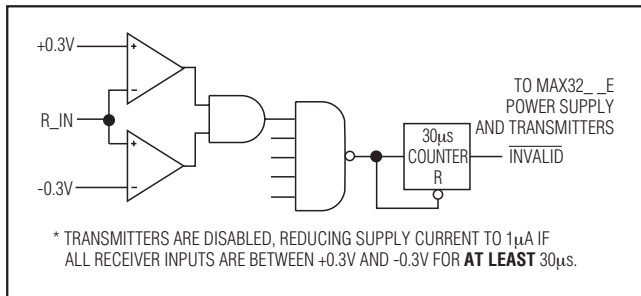 +0.3V
R_IN
-0.3V
+
-
+
-
30µs
COUNTER
R
TO MAX32_ _E
POWER SUPPLY
AND TRANSMITTERS
INVALID
* TRANSMITTERS ARE DISABLED, REDUCING SUPPLY CURRENT TO 1µA IF
ALL RECEIVER INPUTS ARE BETWEEN +0.3V AND -0.3V FOR AT LEAST 30µs.